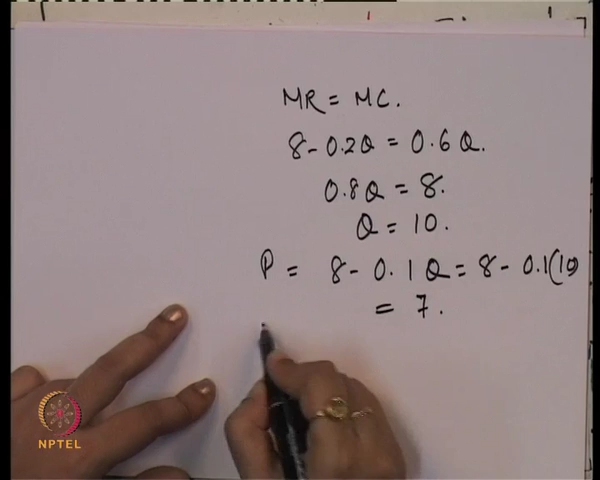 MR = MC.
8 - 0.2Q = 0.6 Q.
0.8Q = 8.
Q = 10.
P = 8 - 0.1Q = 8 - 0.1(10)
= 7.
NPTEL